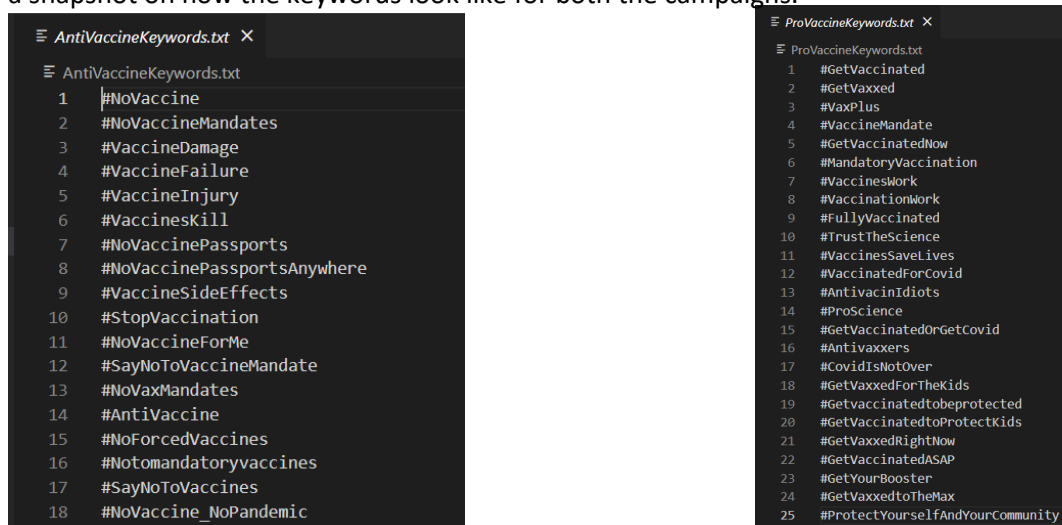 a snapshot on how the keywords look like for both the campaigns.
AntiVaccineKeywords.txt ×
AntiVaccineKeywords.txt
1 #NoVaccine
2 #NoVaccineMandates
3 #VaccineDamage
4 #VaccineFailure
5 #VaccineInjury
6 #VaccinesKill
7 #NoVaccinePassports
8 #NoVaccinePassportsAnywhere
9 #VaccineSideEffects
10 #StopVaccination
11 #NoVaccineForMe
12 #SayNoToVaccineMandate
13 #NoVaxMandates
14 #AntiVaccine
15 #NoForcedVaccines
16 #Notomandatoryvaccines
17 #SayNoToVaccines
18 #NoVaccine_NoPandemic
ProVaccineKeywords.txt ×
ProVaccineKeywords.txt
1 #GetVaccinated
2 #GetVaxxed
3 #VaxPlus
4 #VaccineMandate
5 #GetVaccinatedNow
6 #MandatoryVaccination
7 #VaccinesWork
8 #VaccinationWork
9 #FullyVaccinated
10 #TrustTheScience
11 #VaccinesSaveLives
12 #VaccinatedForCovid
13 #AntivacinIdiots
14 #ProScience
15 #GetVaccinatedOrGetCovid
16 #Antivaxxers
17 #CovidIsNotOver
18 #GetVaxxedForTheKids
19 #Getvaccinatedtobeprotected
20 #GetVaccinatedtoProtectKids
21 #GetVaxxedRightNow
22 #GetVaccinatedASAP
23 #GetYourBooster
24 #GetVaxxedtoTheMax
25 #ProtectYourselfAndYourCommunity